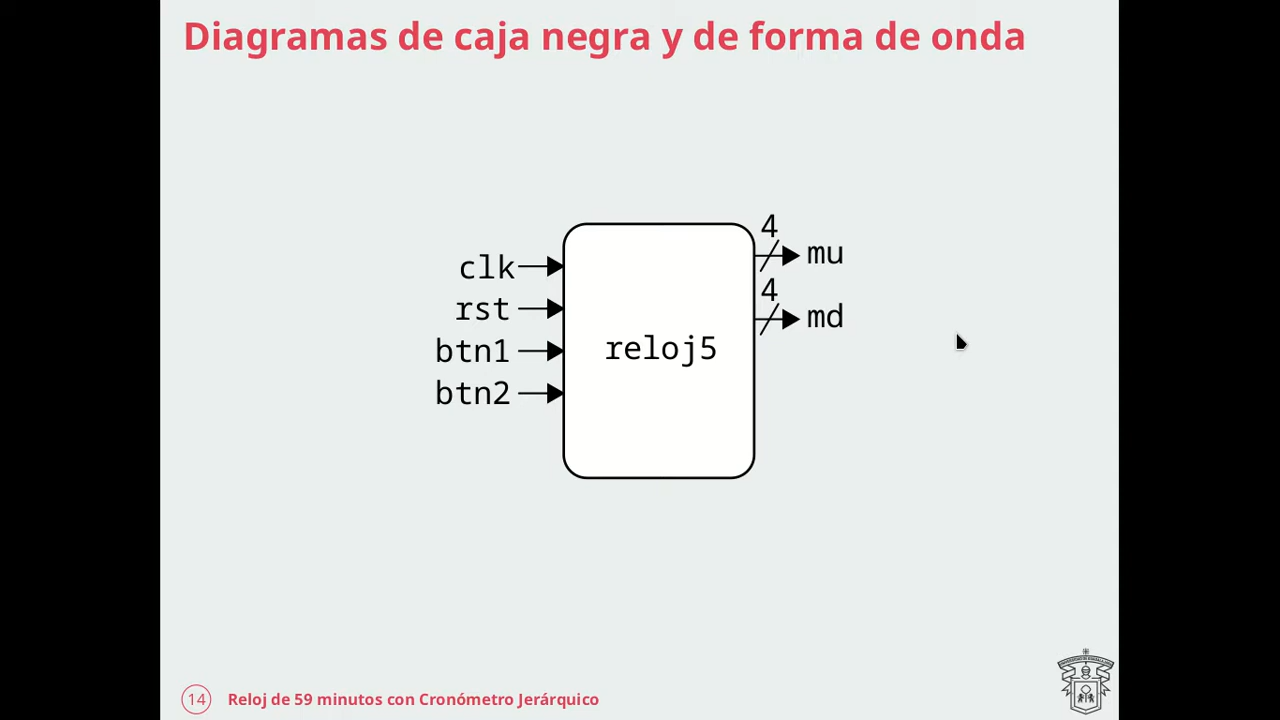 Diagramas de caja negra y de forma de onda
4
clk
mu
rst
4
md
btn1
reloj5
btn2
14
Reloj de 59 minutos con Cronómetro Jerárquico